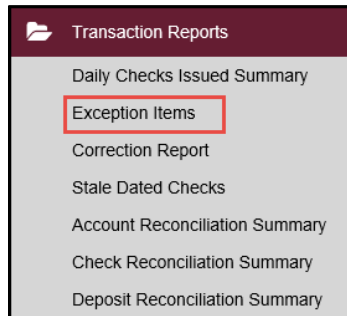 Transaction Reports
Daily Checks Issued Summary
Exception Items
Correction Report
Stale Dated Checks
Account Reconciliation Summary
Check Reconciliation Summary
Deposit Reconciliation Summary